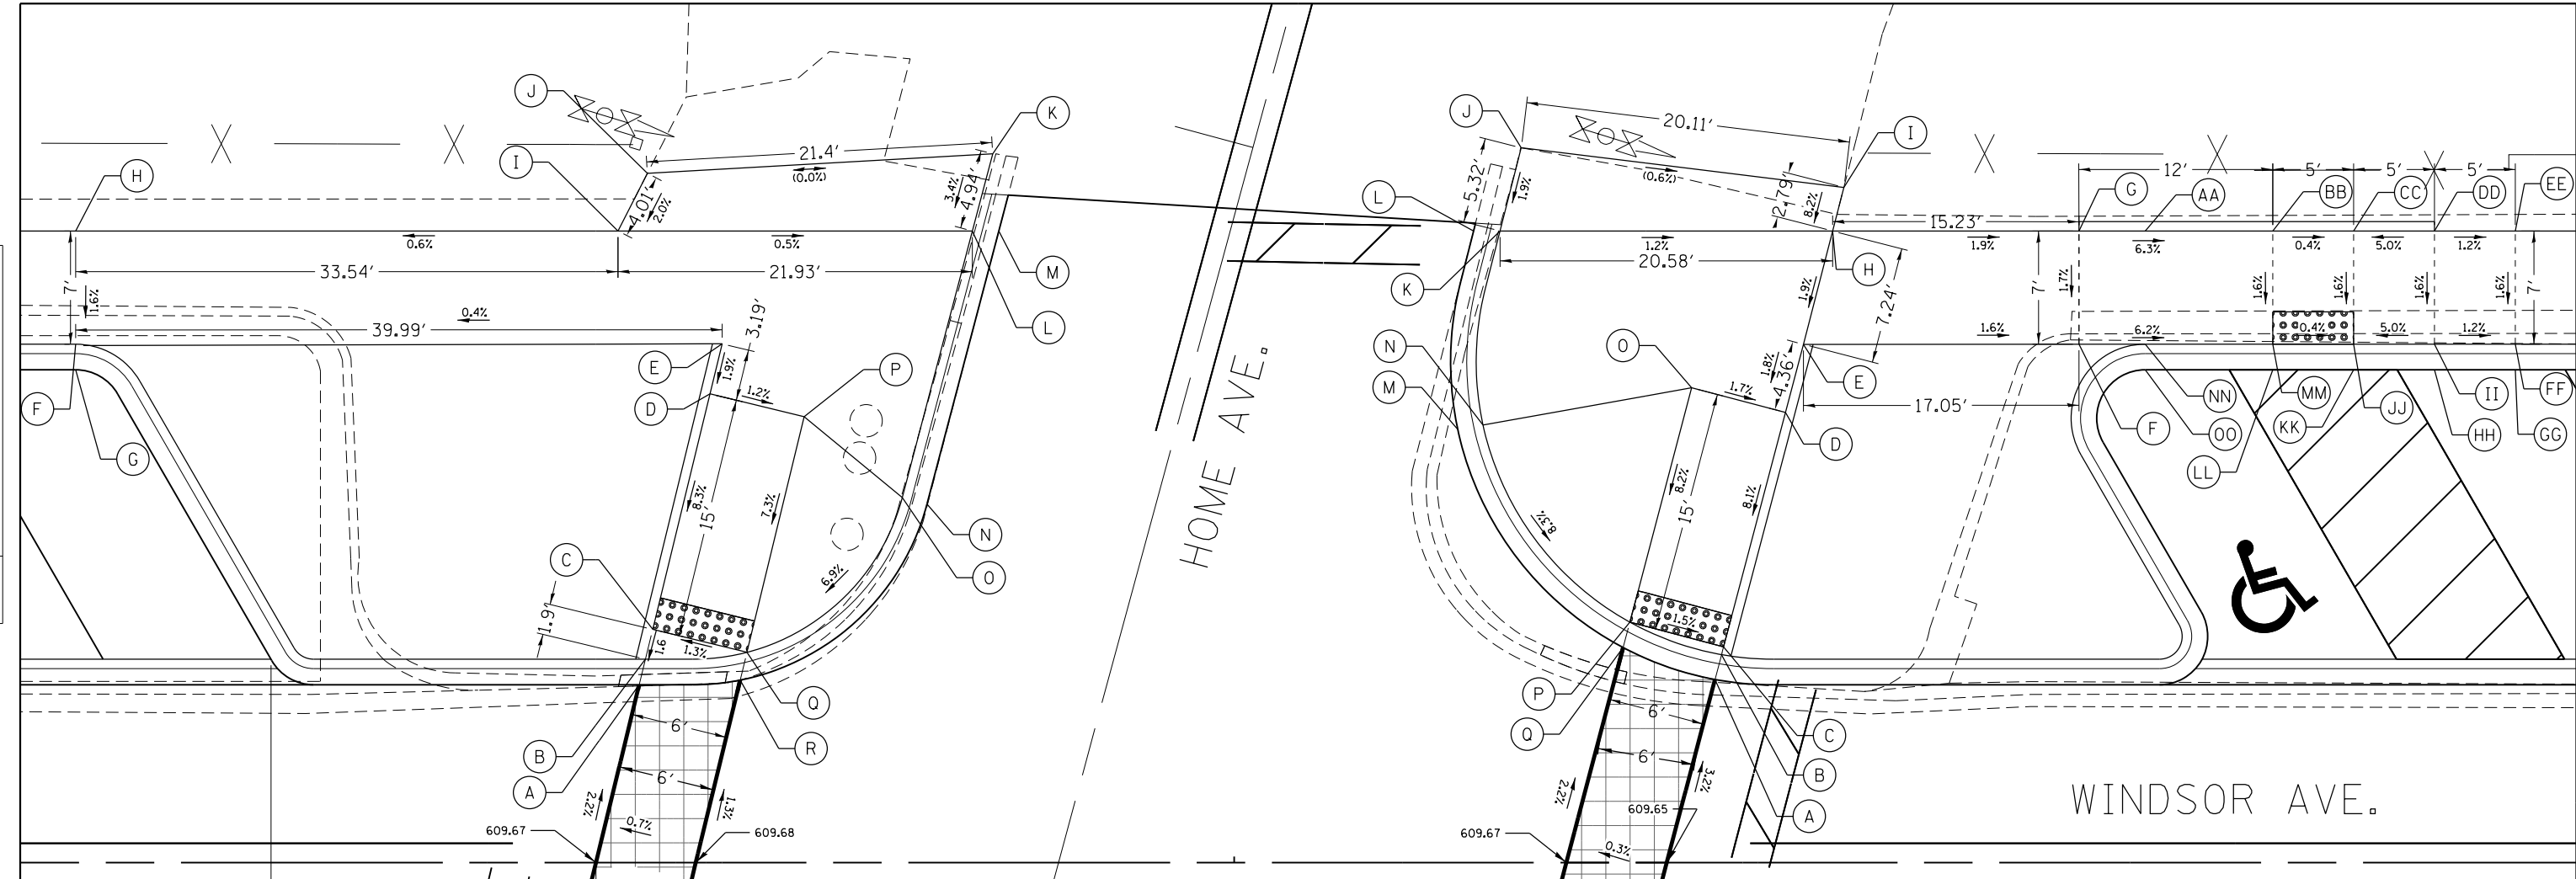 J
I
H
K
21.4'
(0.0%)
4.01'
2.0%
3.4%
4.94'
0.6%
0.5%
33.54'
21.93'
7'
1.6%
0.4%
39.99'
3.19'
1.9%
1.2%
E
D
P
F
G
M
L
8.3%
15'
7.3%
6.9%
N
O
C
1.9'
1.6
1.3%
Q
R
B
A
6'
6'
2.2%
1.3%
0.7%
609.67
609.68
HOME AVE.
J
20.11'
I
5.32'
1.9%
(0.6%)
2.79'
8.2%
L
K
1.2%
20.58'
H
15.23'
1.9%
1.9%
7.24'
N
M
O
1.7%
1.8%
4.36'
E
D
1.6%
17.05'
8.2%
15'
8.1%
8.3%
1.5%
P
Q
C
B
A
6'
6'
2.2%
3.2%
609.65
609.67
0.3%
12'
5'
5'
5'
G
AA
BB
CC
DD
EE
6.3%
0.4%
5.0%
1.2%
7'
1.7%
1.6%
1.6%
1.6%
1.6%
7'
6.2%
0.4%
5.0%
1.2%
F
NN
OO
MM
LL
KK
JJ
II
HH
FF
GG
WINDSOR AVE.